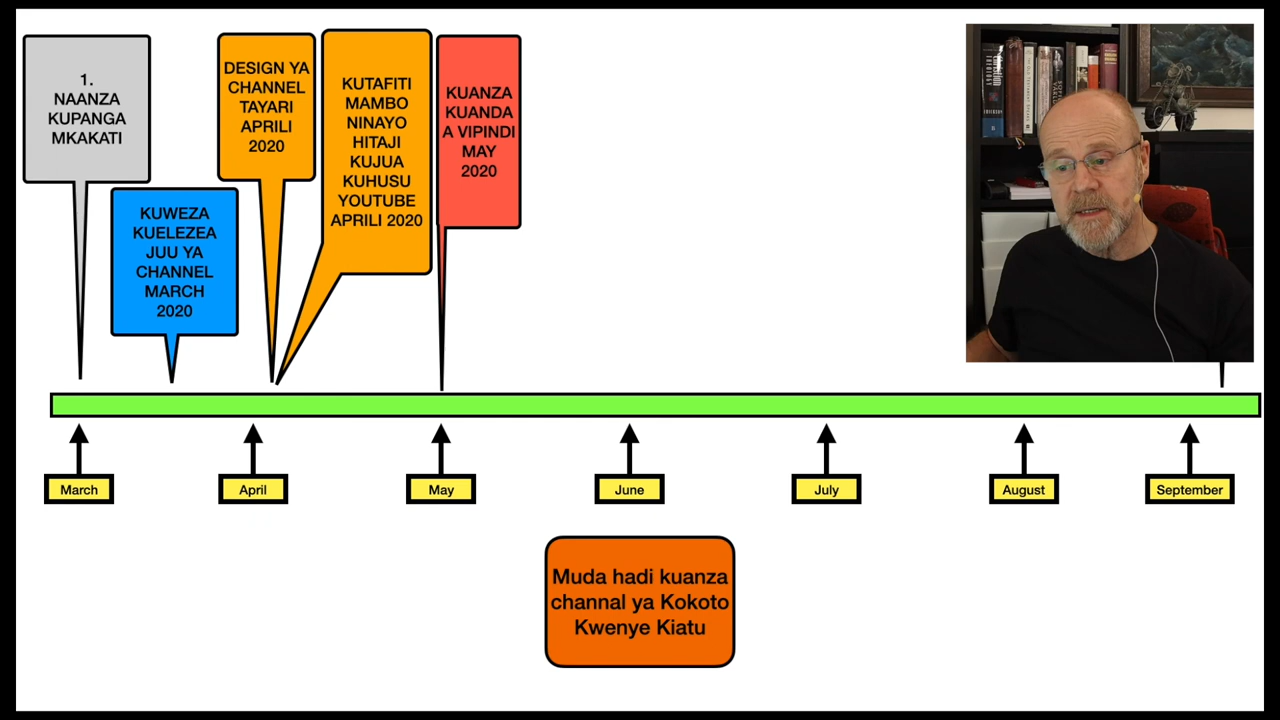 1.
NAANZA
KUPANGA
MKAKATI
KUWEZA
KUELEZEA
JUU YA
CHANNEL
MARCH
2020
DESIGN YA
CHANNEL
TAYARI
APRILI
2020
KUTAFITI
MAMBO
NINAYO
HITAJI
KUJUA
KUHUSU
YOUTUBE
APRILI 2020
KUANZA
KUANDA
A VIPINDI
MAY
2020
March
April
May
June
July
August
September
Muda hadi kuanza
channal ya Kokoto
Kwenye Kiatu